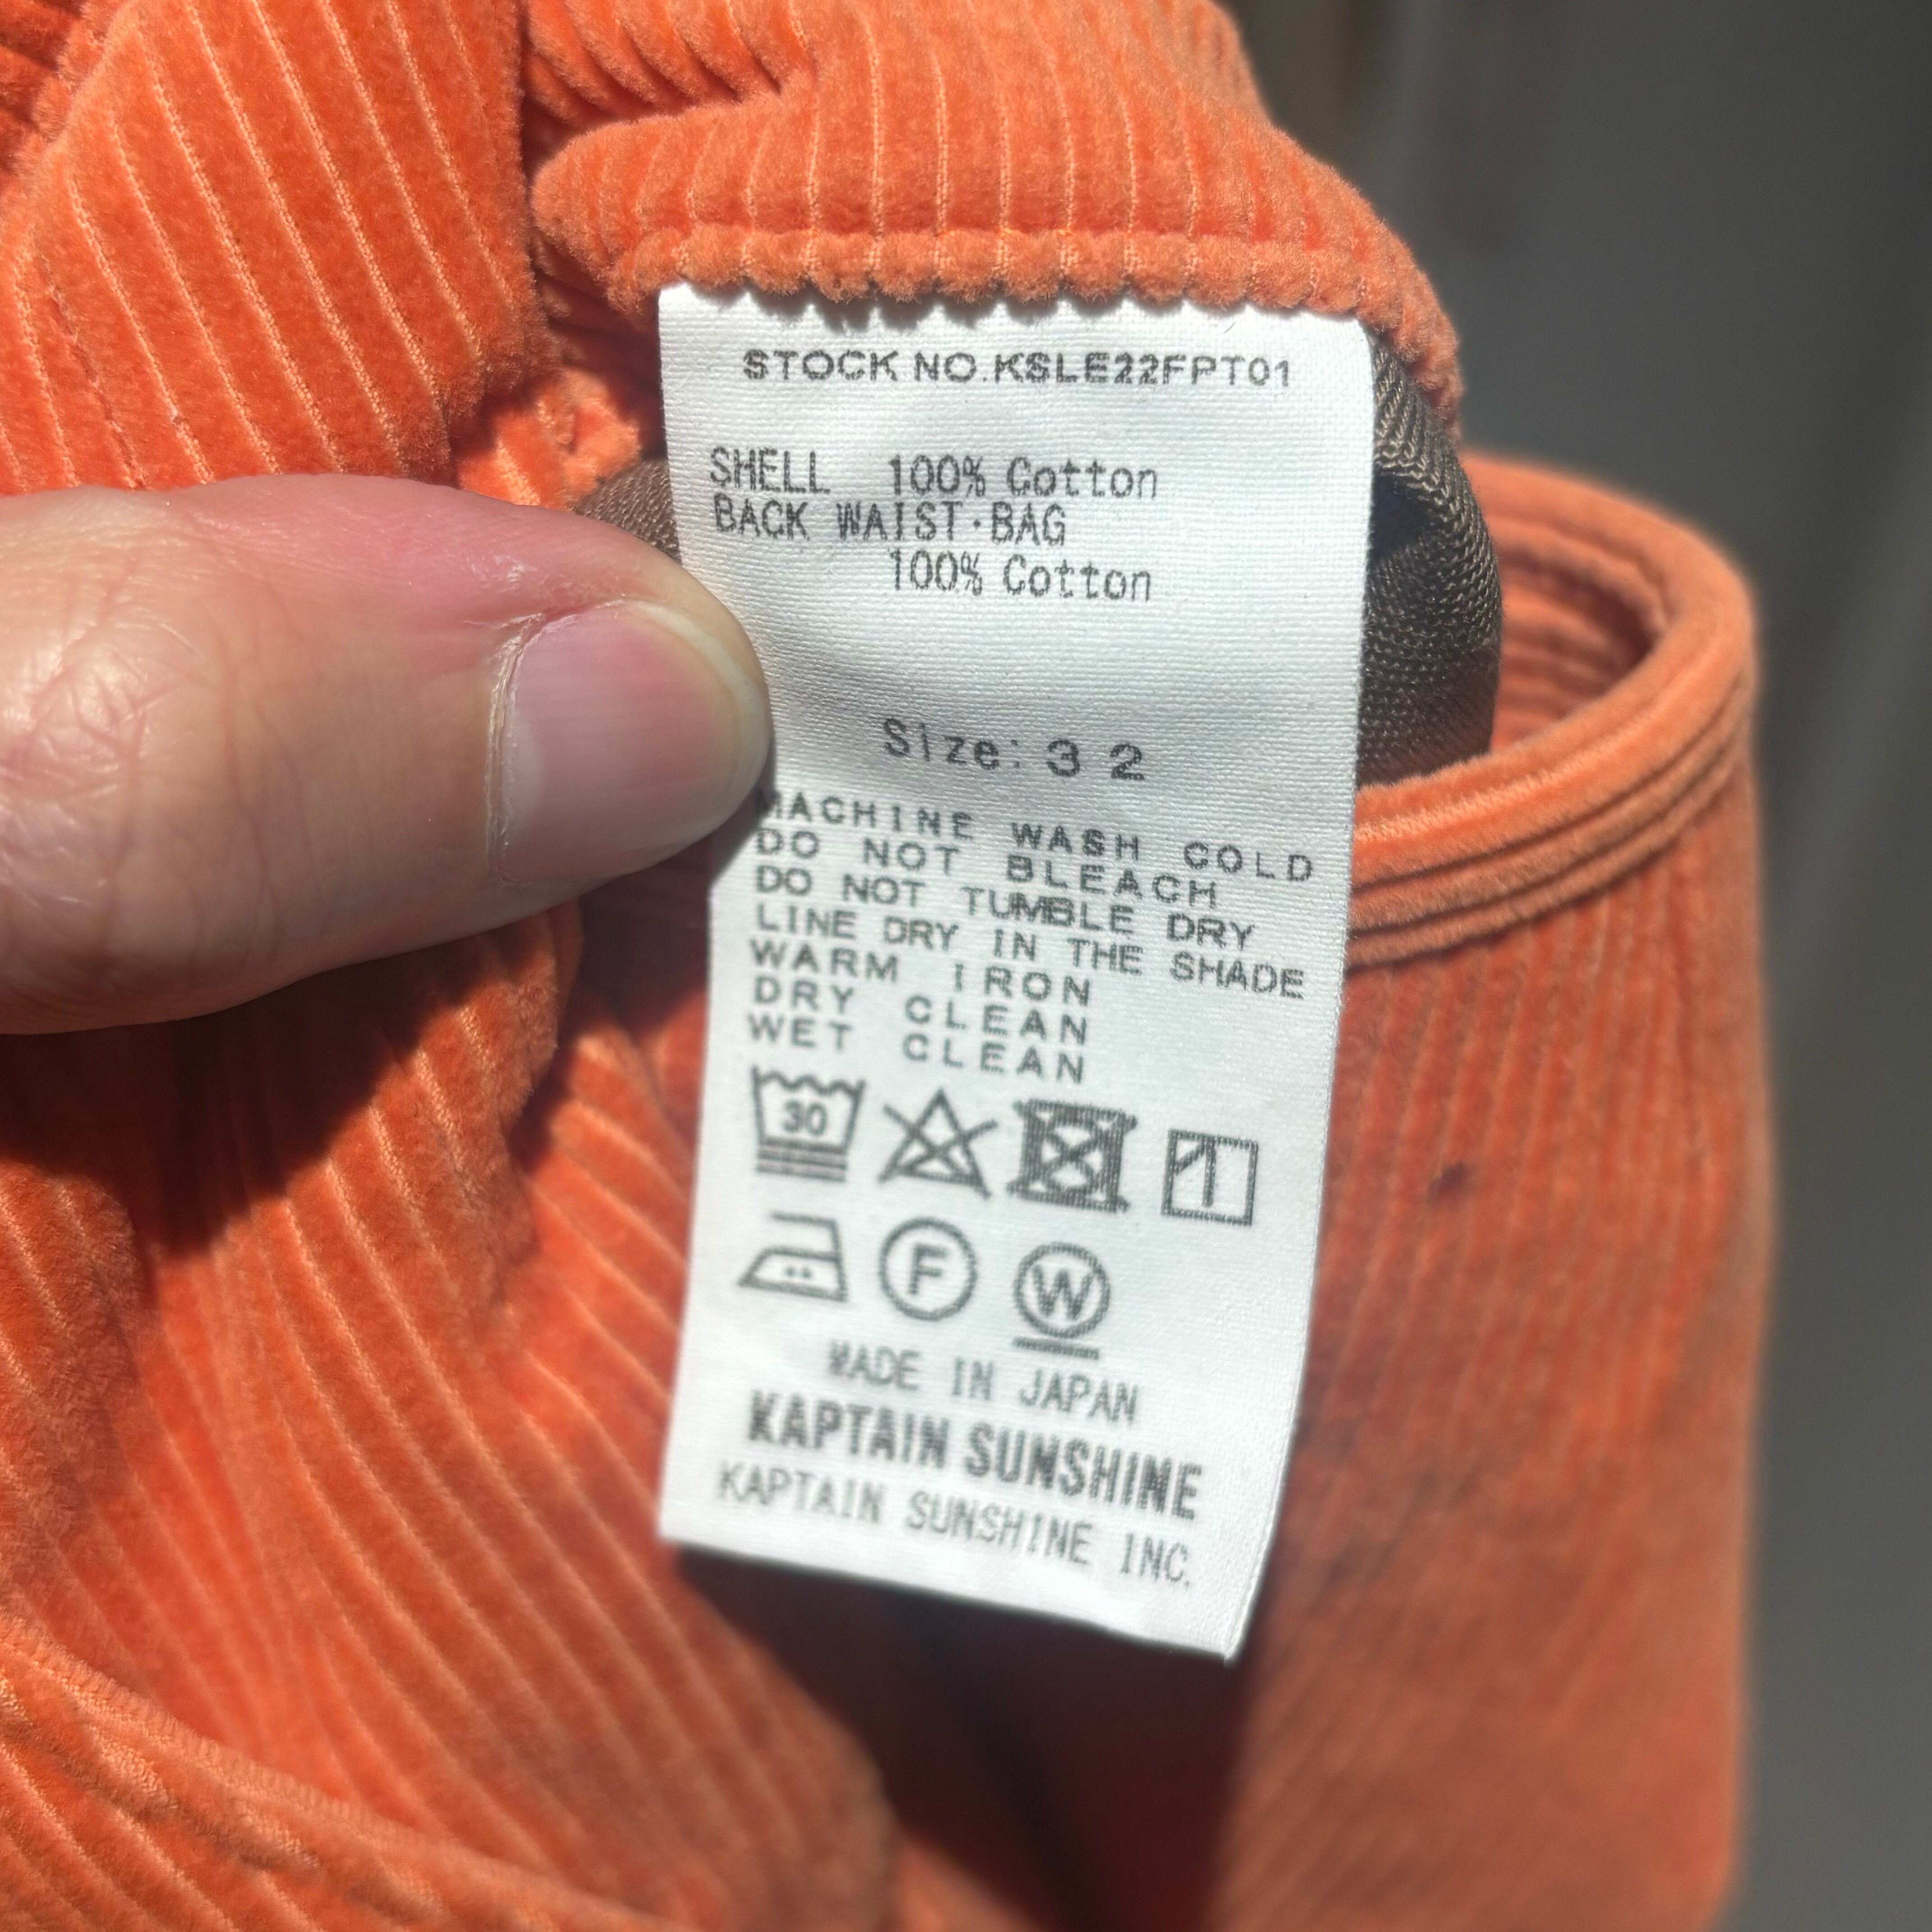 STOCK NO.KSLE22FPT01
SHELL 100% Cotton
BACK WAIST·BAG
100% Cotton
Size: 32
MACHINE WASH COLD
DO NOT BLEACH
DO NOT TUMBLE DRY
LINE DRY IN THE SHADE
WARM IRON
DRY CLEAN
WET CLEAN
30
F W
MADE IN JAPAN
KAPTAIN SUNSHINE
KAPTAIN SUNSHINE INC.